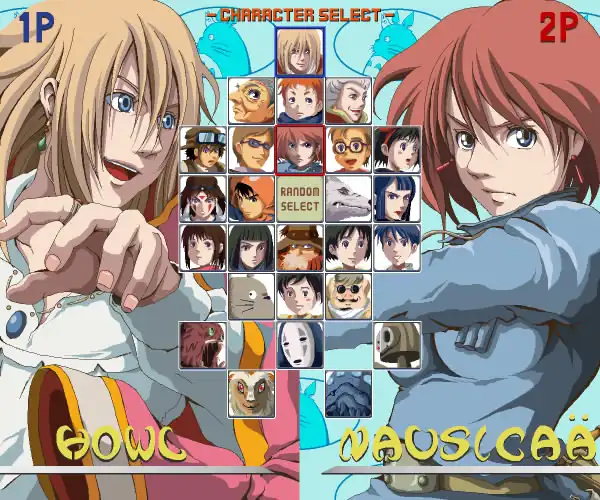 1P
- CHARACTER SELECT -
2P
RANDOM
SELECT
HOWL
NAUSICAÄ